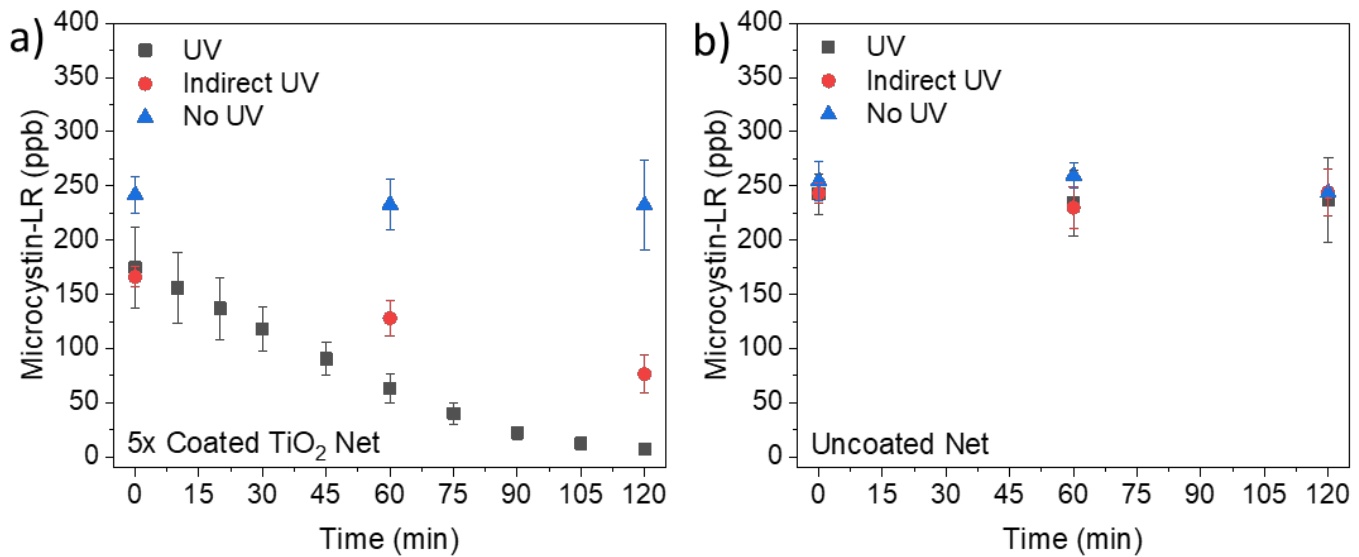 a)
UV
Indirect UV
No UV
5x Coated TiO₂ Net
Microcystin-LR (ppb)
400
350
300
250
200
150
100
50
0
0 15 30 45 60 75 90 105 120
Time (min)
b)
UV
Indirect UV
No UV
Uncoated Net
Microcystin-LR (ppb)
400
350
300
250
200
150
100
50
0
0 15 30 45 60 75 90 105 120
Time (min)